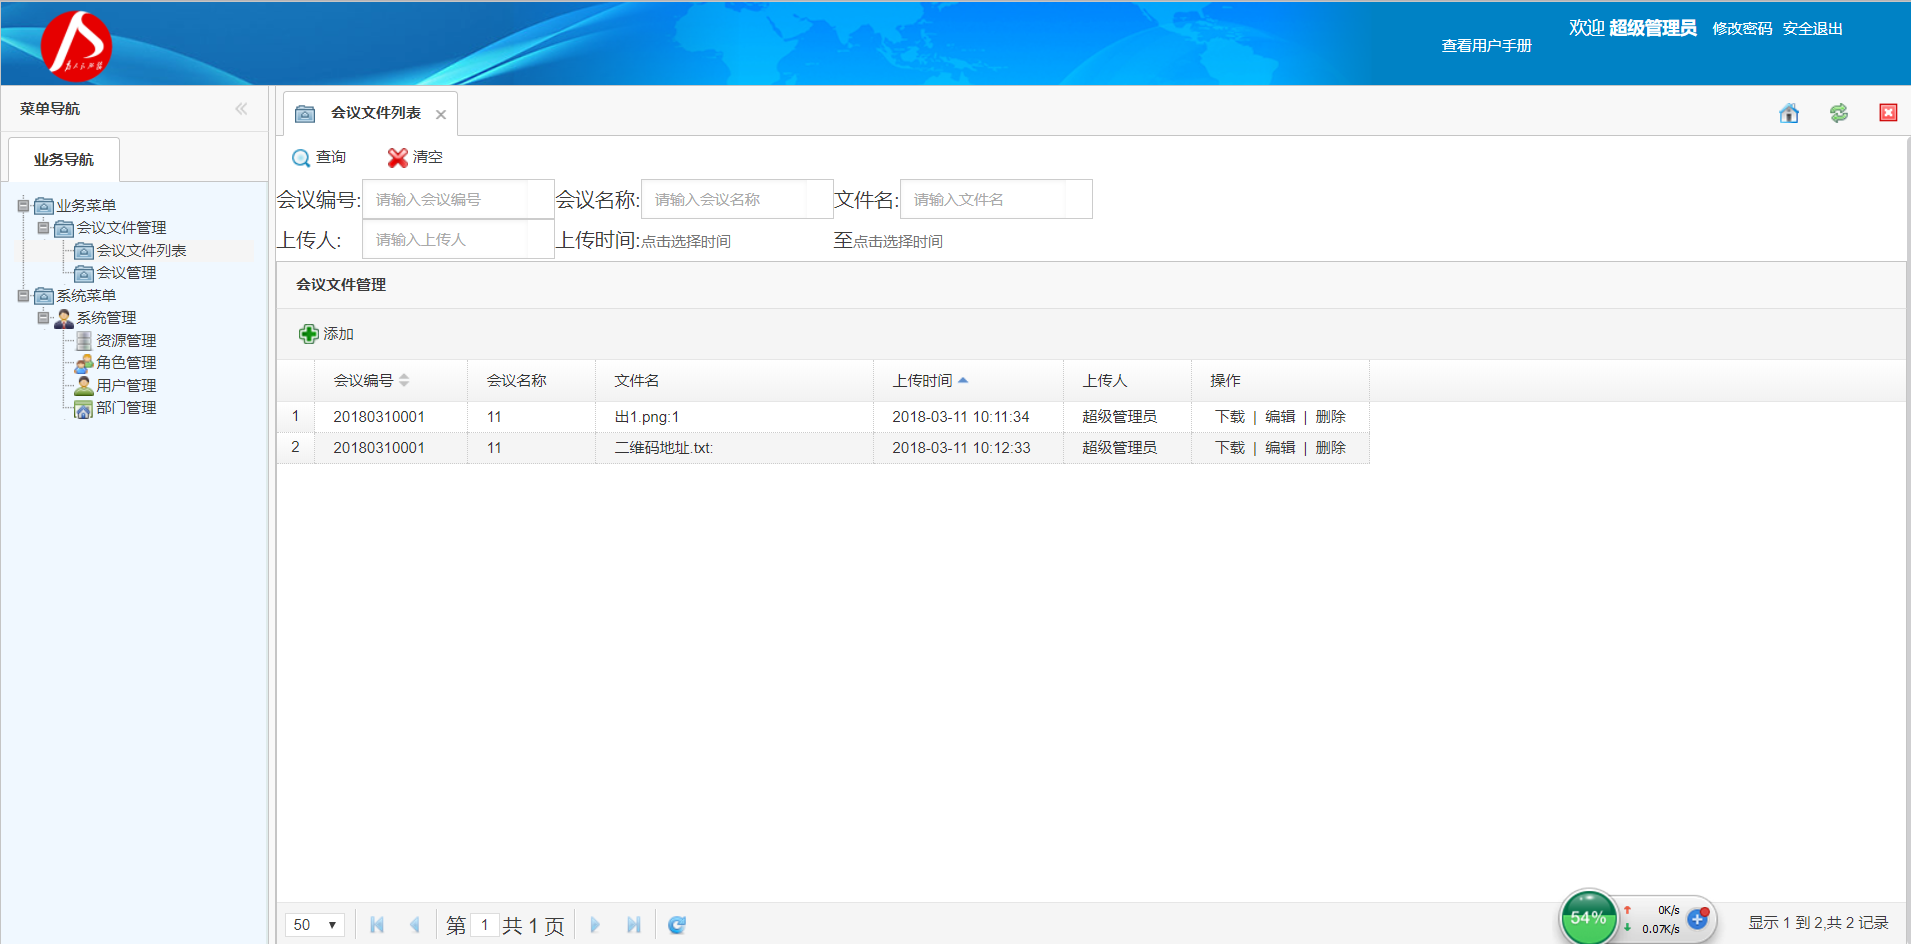 欢迎 超级管理员 修改密码 安全退出
查看用户手册
菜单导航
业务导航
业务菜单
会议文件管理
会议文件列表
会议管理
系统菜单
系统管理
资源管理
角色管理
用户管理
部门管理
会议文件列表
查询 清空
会议编号: 请输入会议编号 会议名称: 请输入会议名称 文件名: 请输入文件名
上传人: 请输入上传人 上传时间:点击选择时间 至点击选择时间
会议文件管理
添加
会议编号 会议名称 文件名 上传时间 上传人 操作
1 20180310001 11 出1.png:1 2018-03-11 10:11:34 超级管理员 下载 | 编辑 | 删除
2 20180310001 11 二维码地址.txt: 2018-03-11 10:12:33 超级管理员 下载 | 编辑 | 删除
50 第 1 共 1 页
54% 0K/s
0.07K/s
显示 1 到 2,共 2 记录